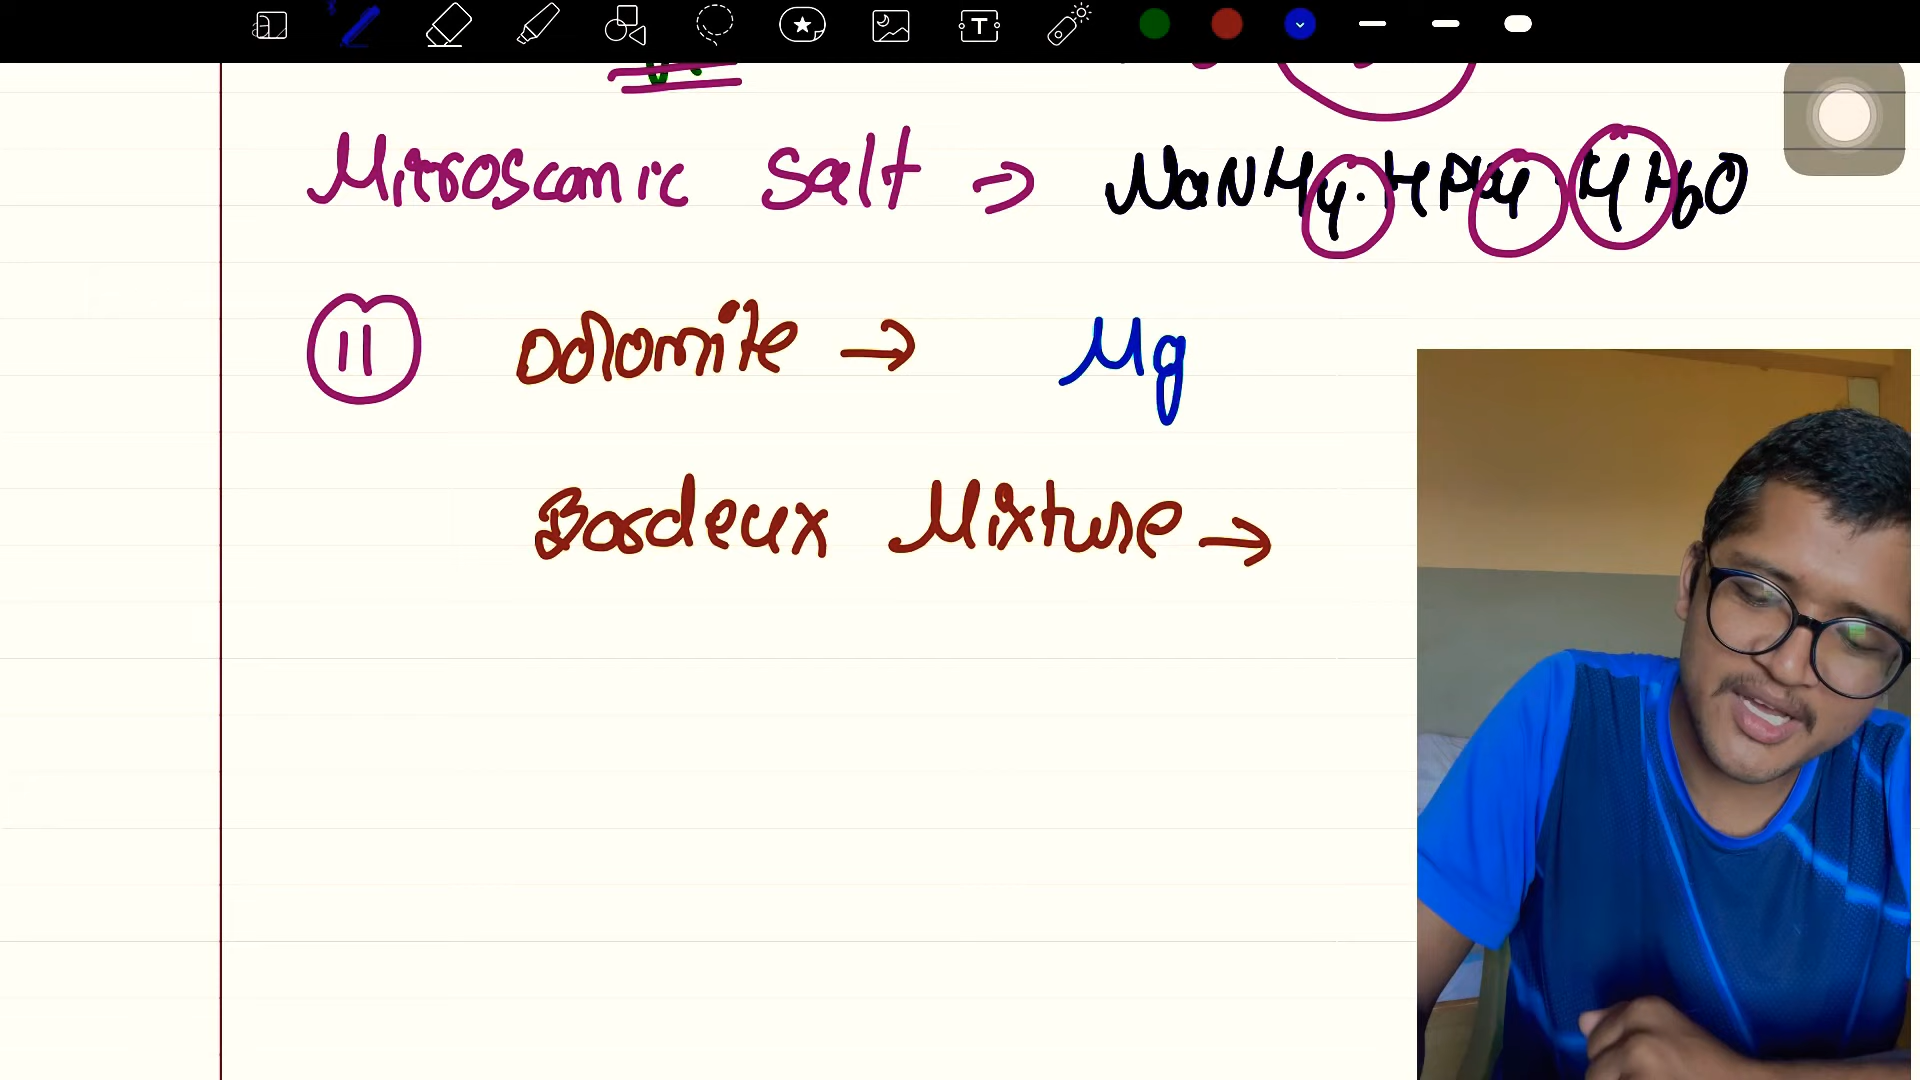 Microscomic Salt → NaNH4.HPO4.4H2O
11 Dolomite → Mg
Bordeux Mixture →
T